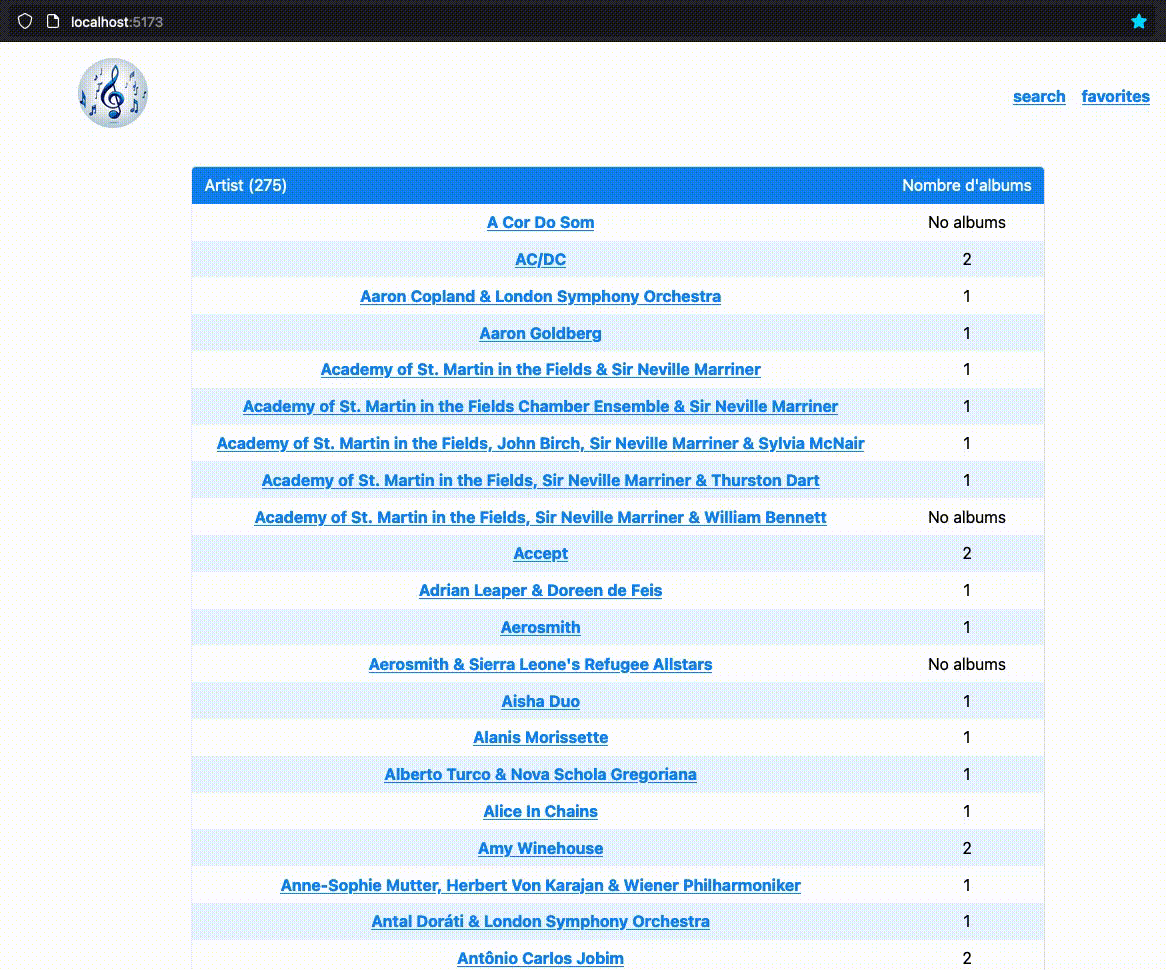 localhost:5173
search favorites
Artist (275) Nombre d'albums
A Cor Do Som No albums
AC/DC 2
Aaron Copland & London Symphony Orchestra 1
Aaron Goldberg 1
Academy of St. Martin in the Fields & Sir Neville Marriner 1
Academy of St. Martin in the Fields Chamber Ensemble & Sir Neville Marriner 1
Academy of St. Martin in the Fields, John Birch, Sir Neville Marriner & Sylvia McNair 1
Academy of St. Martin in the Fields, Sir Neville Marriner & Thurston Dart 1
Academy of St. Martin in the Fields, Sir Neville Marriner & William Bennett No albums
Accept 2
Adrian Leaper & Doreen de Feis 1
Aerosmith 1
Aerosmith & Sierra Leone's Refugee Allstars No albums
Aisha Duo 1
Alanis Morissette 1
Alberto Turco & Nova Schola Gregoriana 1
Alice In Chains 1
Amy Winehouse 2
Anne-Sophie Mutter, Herbert Von Karajan & Wiener Philharmoniker 1
Antal Doráti & London Symphony Orchestra 1
Antônio Carlos Jobim 2